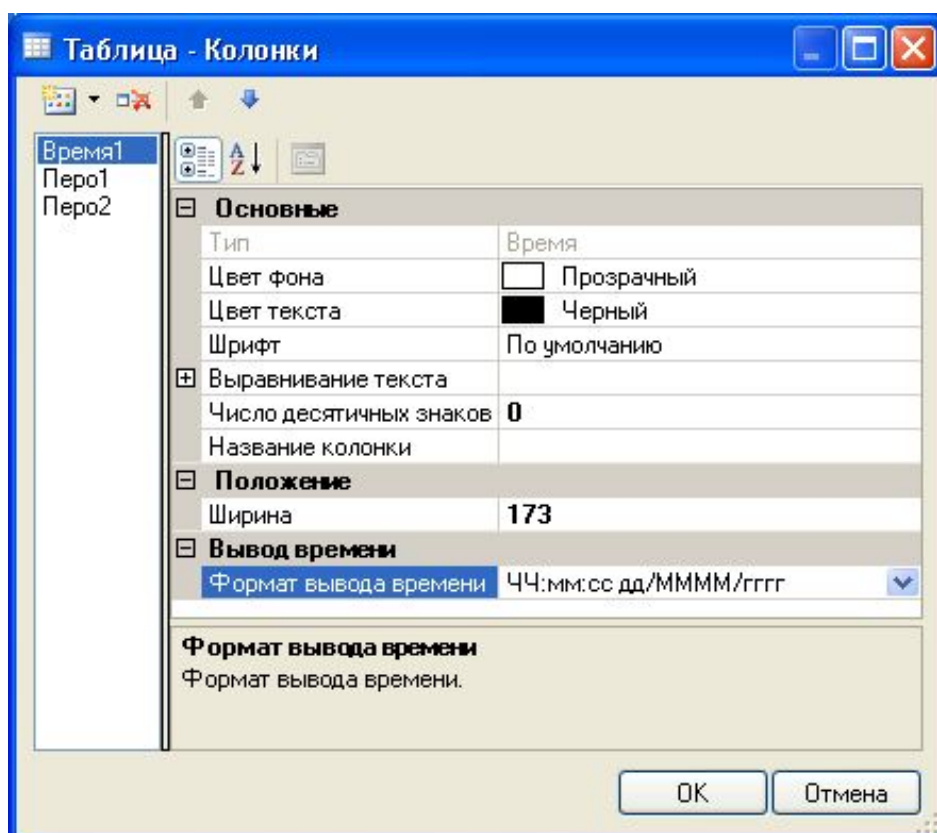 Таблица - Колонки
Время1
Перо1
Перо2
Основные
Тип Время
Цвет фона Прозрачный
Цвет текста Черный
Шрифт По умолчанию
Выравнивание текста
Число десятичных знаков 0
Название колонки
Положение
Ширина 173
Вывод времени
Формат вывода времени ЧЧ:мм:сс дд/ММММ/гггг
Формат вывода времени
Формат вывода времени.
OK Отмена